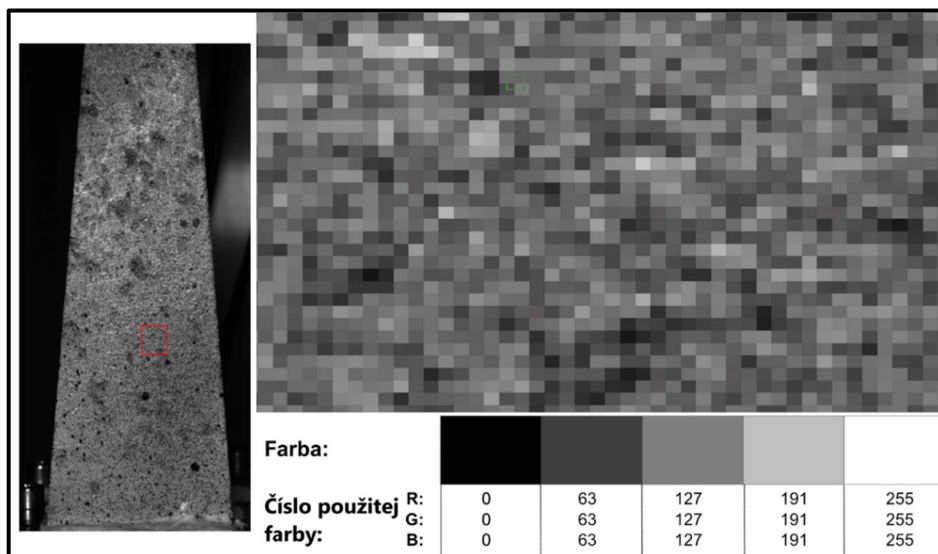 Farba:
Číslo použitej
farby:
R: 0 63 127 191 255
G: 0 63 127 191 255
B: 0 63 127 191 255